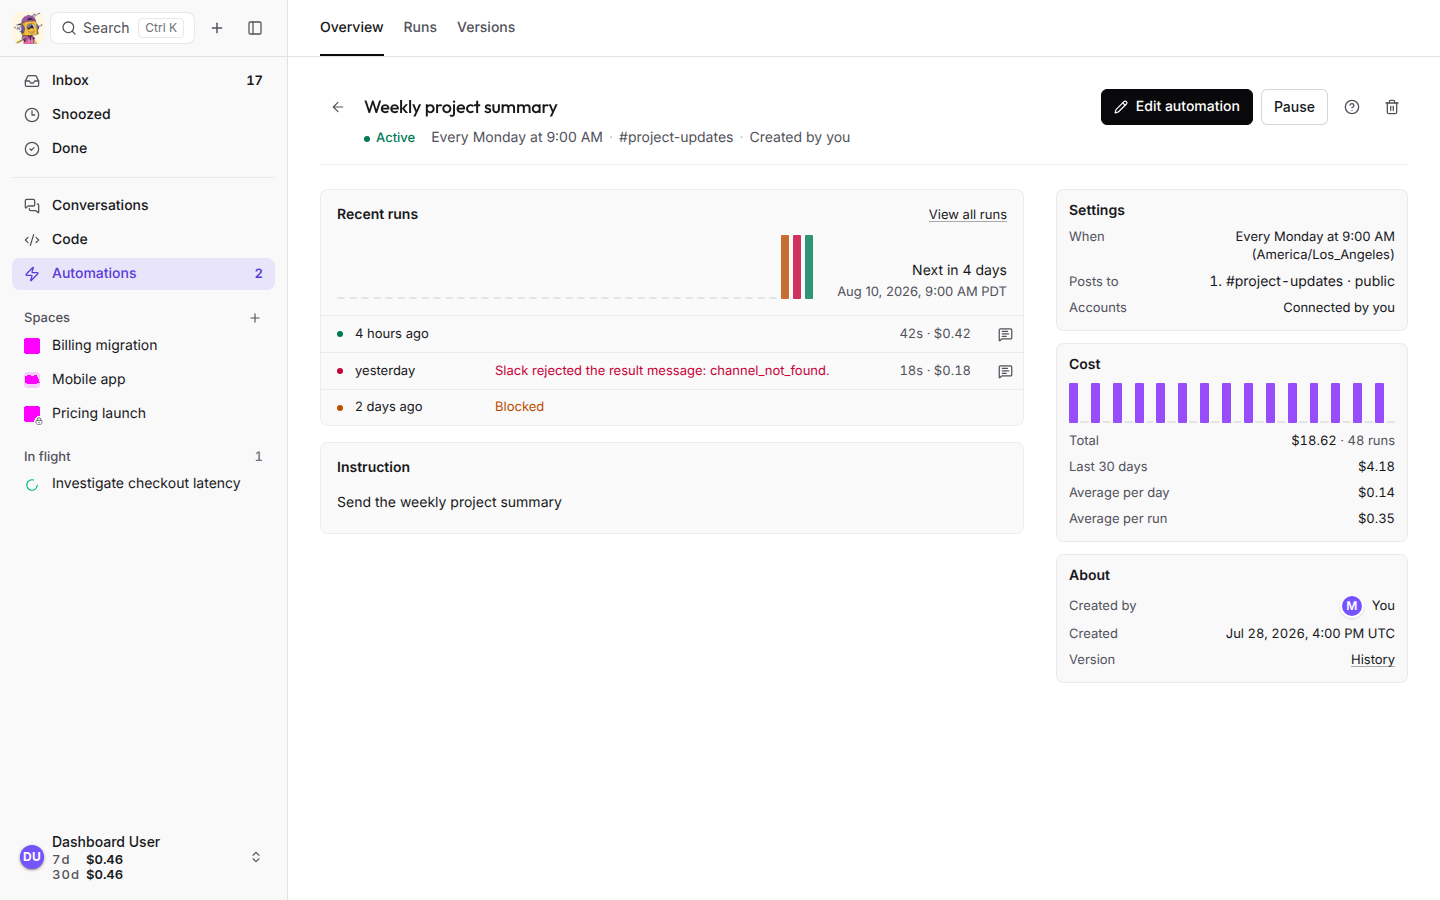 Search Ctrl K
Inbox 17
Snoozed
Done
Conversations
Code
Automations 2
Spaces
Billing migration
Mobile app
Pricing launch
In flight 1
Investigate checkout latency
DU Dashboard User
7d $0.46
30d $0.46
Overview Runs Versions
Weekly project summary
Active Every Monday at 9:00 AM · #project-updates · Created by you
Edit automation Pause
Recent runs View all runs
Next in 4 days
Aug 10, 2026, 9:00 AM PDT
4 hours ago 42s · $0.42
yesterday Slack rejected the result message: channel_not_found. 18s · $0.18
2 days ago Blocked
Instruction
Send the weekly project summary
Settings
When Every Monday at 9:00 AM
(America/Los_Angeles)
Posts to 1. #project-updates · public
Accounts Connected by you
Cost
Total $18.62 · 48 runs
Last 30 days $4.18
Average per day $0.14
Average per run $0.35
About
Created by M You
Created Jul 28, 2026, 4:00 PM UTC
Version History